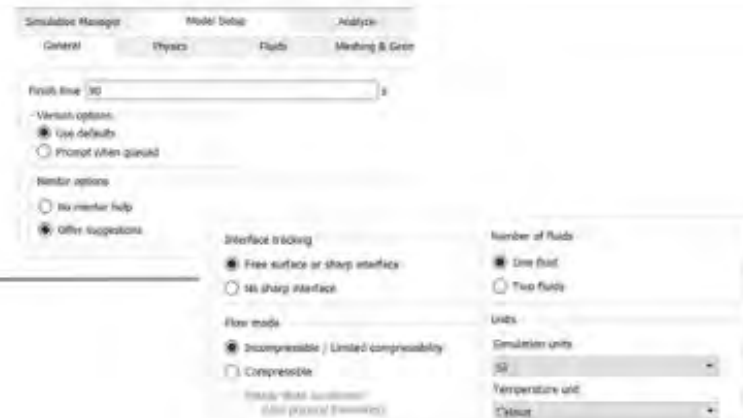 Simulation Manager Model Setup Analyze
General Physics Fluids Meshing & Geom
Finish time 90 s
Version options
Use defaults
Prompt when queued
Mentor options
No mentor help
Offer suggestions
Interface tracking
Free surface or sharp interface
No sharp interface
Flow mode
Incompressible / Limited compressibility
Compressible
Number of fluids
One fluid
Two fluids
Units
Simulation units
SI
Temperature unit
Celsius